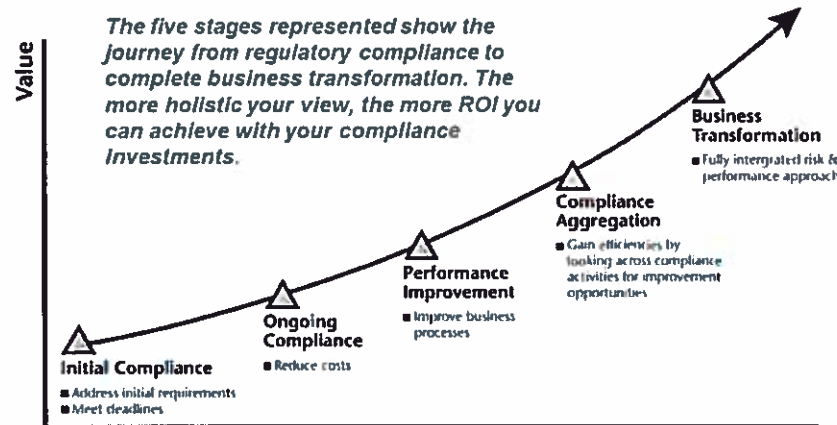 Value
The five stages represented show the
journey from regulatory compliance to
complete business transformation. The
more holistic your view, the more ROI you
can achieve with your compliance
investments.
Business
Transformation
■ Fully intergrated risk &
performance approach
Compliance
Aggregation
■ Gain efficiencies by
looking across compliance
activities for improvement
opportunities
Performance
Improvement
■ Improve business
processes
Ongoing
Compliance
■ Reduce costs
Initial Compliance
■ Address initial requirements
■ Meet deadlines